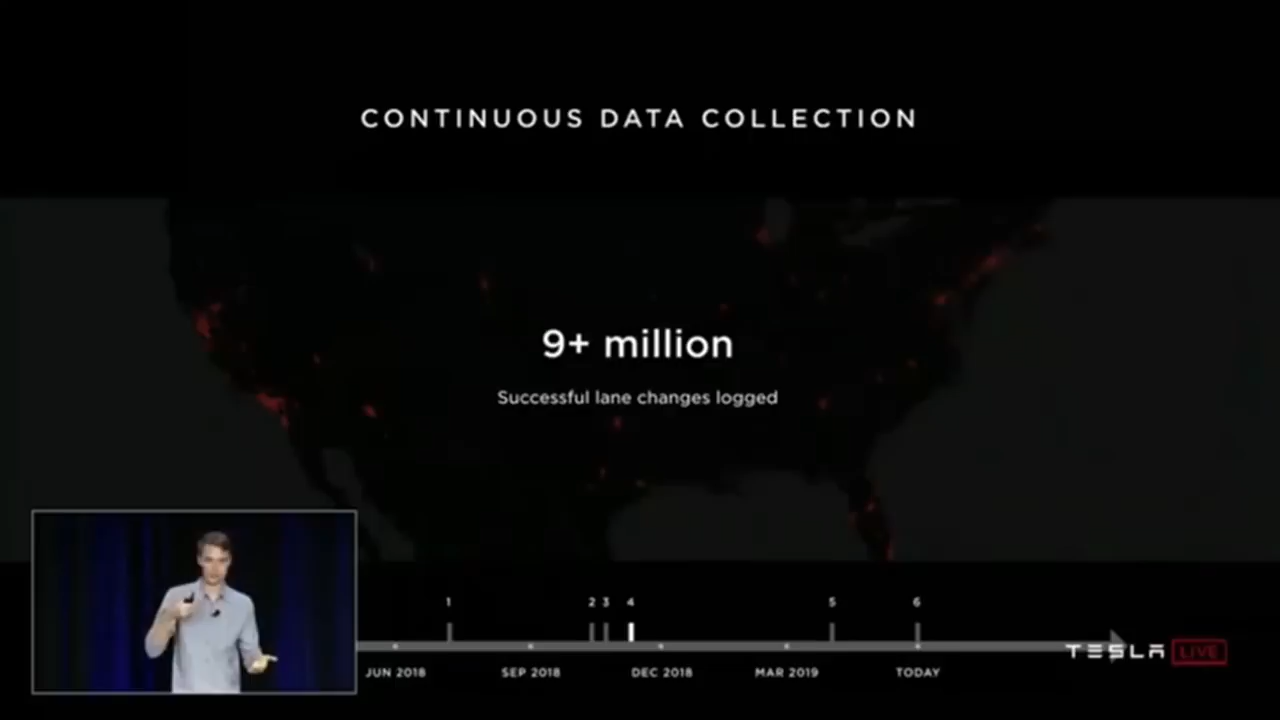 CONTINUOUS DATA COLLECTION
9+ million
Successful lane changes logged
1 2 3 4 5 6
JUN 2018 SEP 2018 DEC 2018 MAR 2019 TODAY
TESLA LIVE